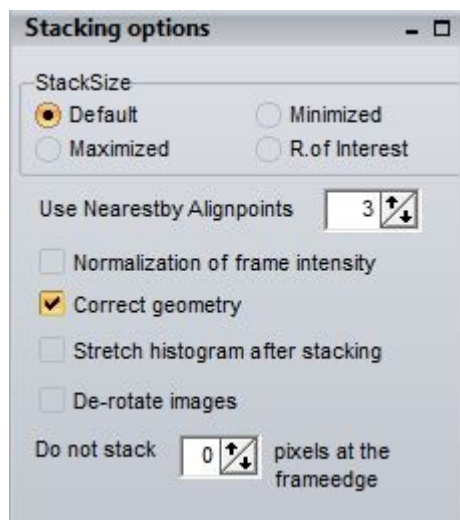 Stacking options
StackSize
Default
Minimized
Maximized
R.of Interest
Use Nearestby Alignpoints 3
Normalization of frame intensity
Correct geometry
Stretch histogram after stacking
De-rotate images
Do not stack 0 pixels at the
frameedge